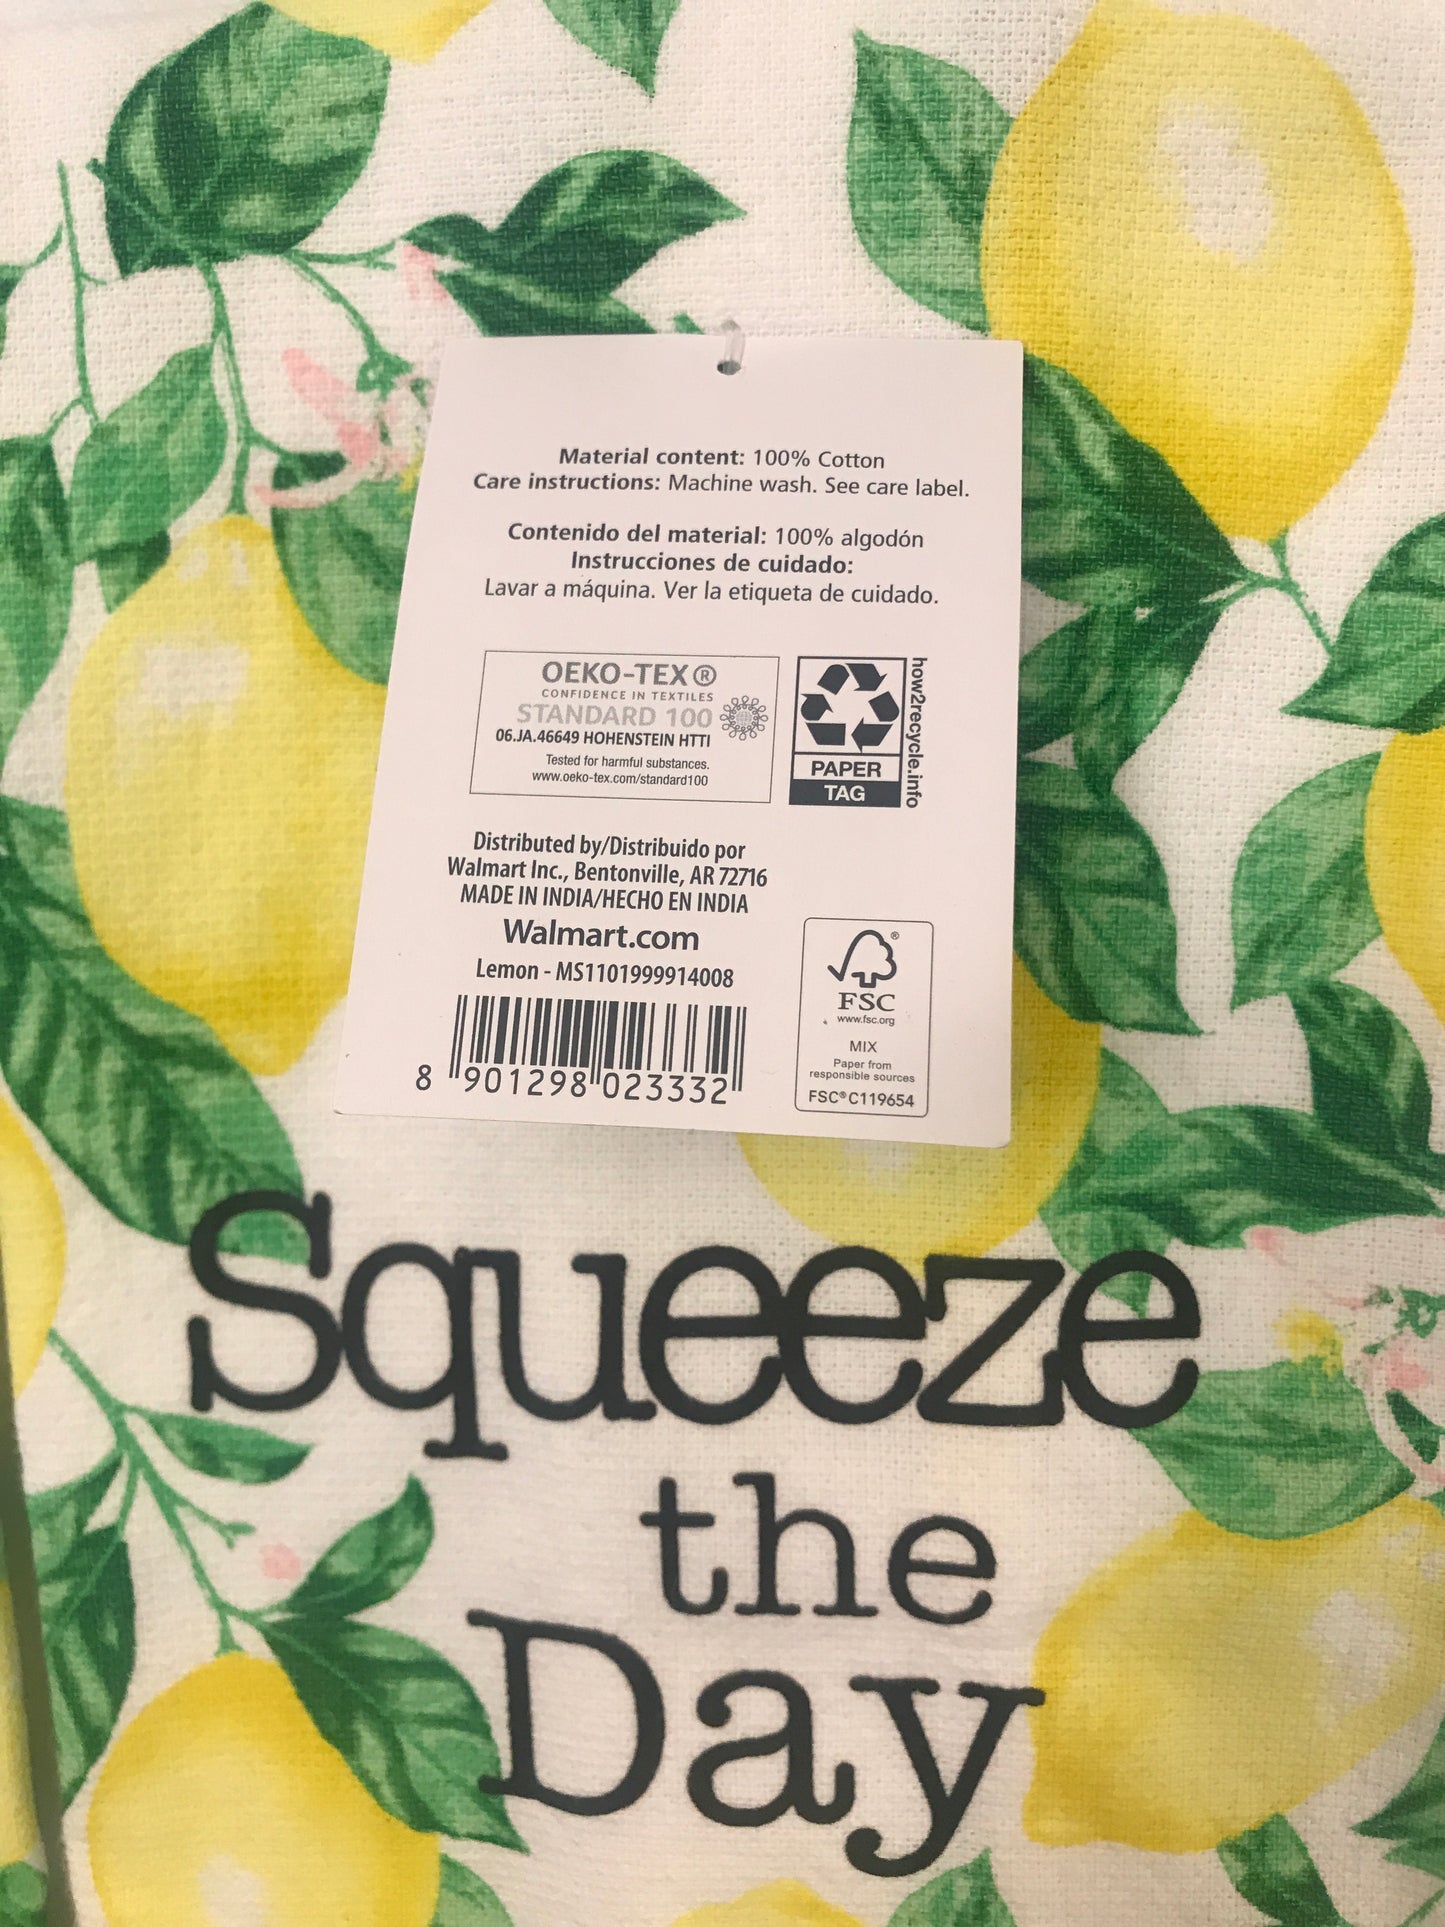 Material content: 100% Cotton
Care instructions: Machine wash. See care label.
Contenido del material: 100% algodón
Instrucciones de cuidado:
Lavar a máquina. Ver la etiqueta de cuidado.
OEKO-TEX®
CONFIDENCE IN TEXTILES
STANDARD 100
06.JA.46649 HOHENSTEIN HTTI
Tested for harmful substances.
www.oeko-tex.com/standard100
PAPER
TAG
how2recycle.info
Distributed by/Distribuido por
Walmart Inc., Bentonville, AR 72716
MADE IN INDIA/HECHO EN INDIA
Walmart.com
Lemon - MS1101999914008
8 901298 023332
®
FSC
www.fsc.org
MIX
Paper from
responsible sources
FSC® C119654
Squeeze
the
Day